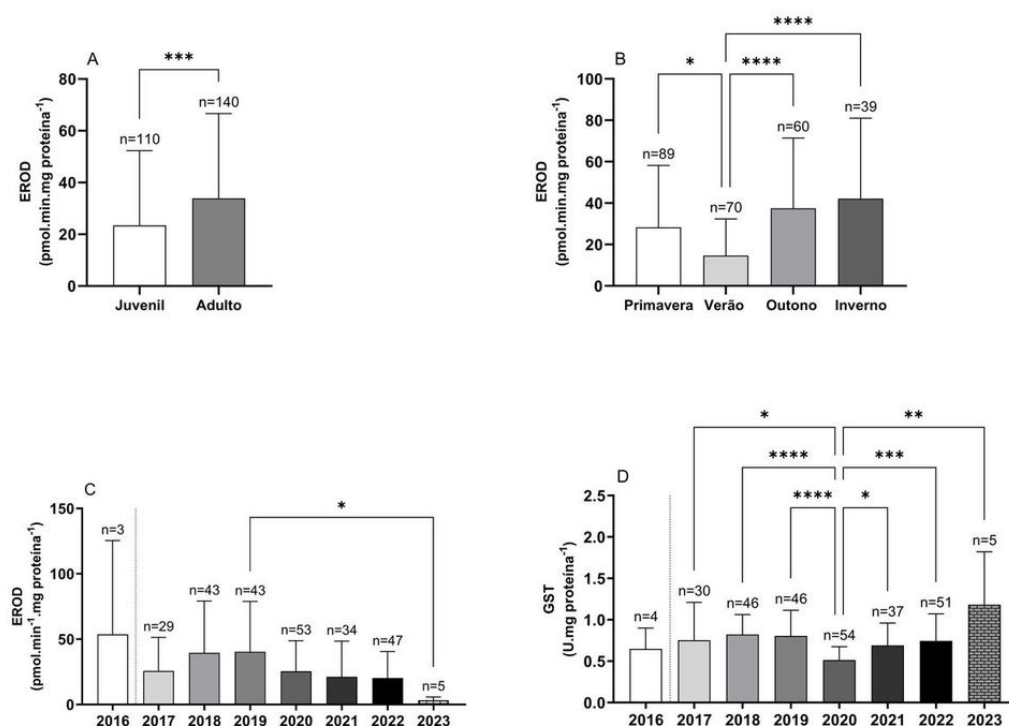 A
***
80
60
40
20
0
EROD
(pmol.min.mg proteína⁻¹)
n=110
n=140
Juvenil Adulto
B
****
* ****
100
80
60
40
20
0
EROD
(pmol.min.mg proteína⁻¹)
n=89
n=70
n=60
n=39
Primavera Verão Outono Inverno
C
*
150
100
50
0
EROD
(pmol.min⁻¹.mg proteína⁻¹)
n=3
n=29
n=43
n=43
n=53
n=34
n=47
n=5
2016 2017 2018 2019 2020 2021 2022 2023
D
* **
**** ***
**** *
2.5
2.0
1.5
1.0
0.5
0.0
GST
(U.mg proteína⁻¹)
n=4
n=30
n=46
n=46
n=54
n=37
n=51
n=5
2016 2017 2018 2019 2020 2021 2022 2023